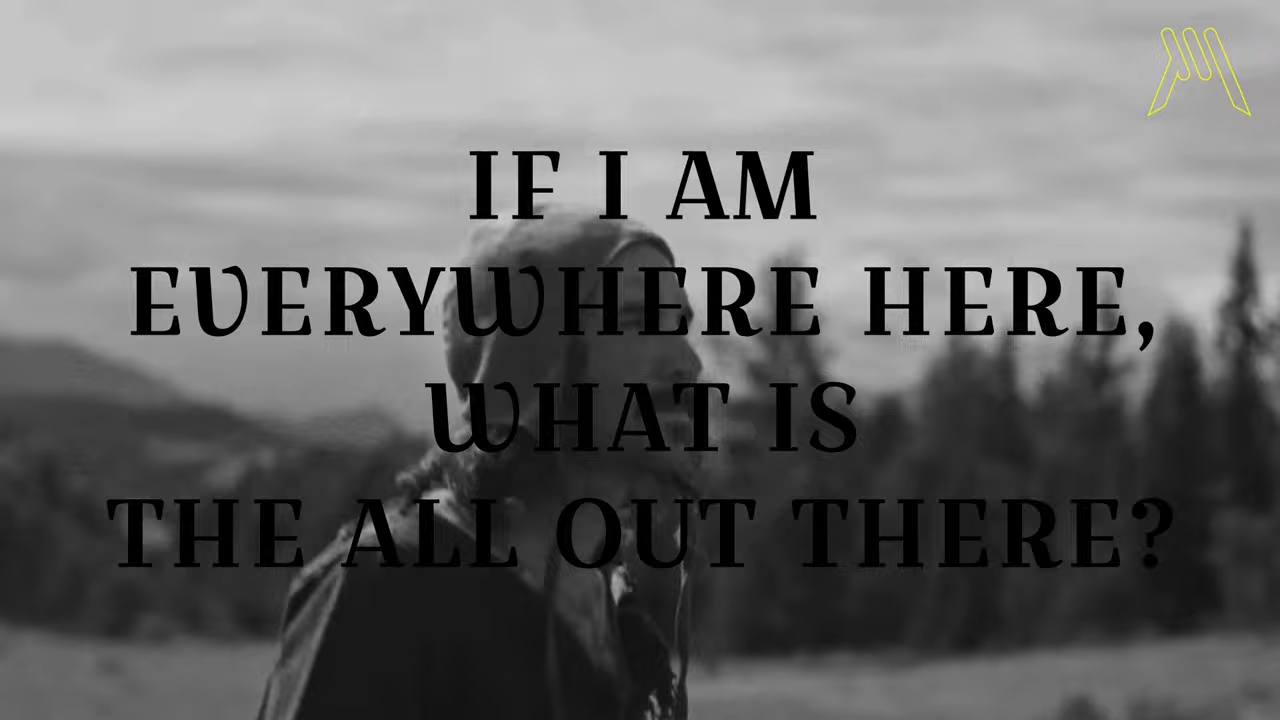 IF I AM
EVERYWHERE HERE,
WHAT IS
THE ALL OUT THERE?